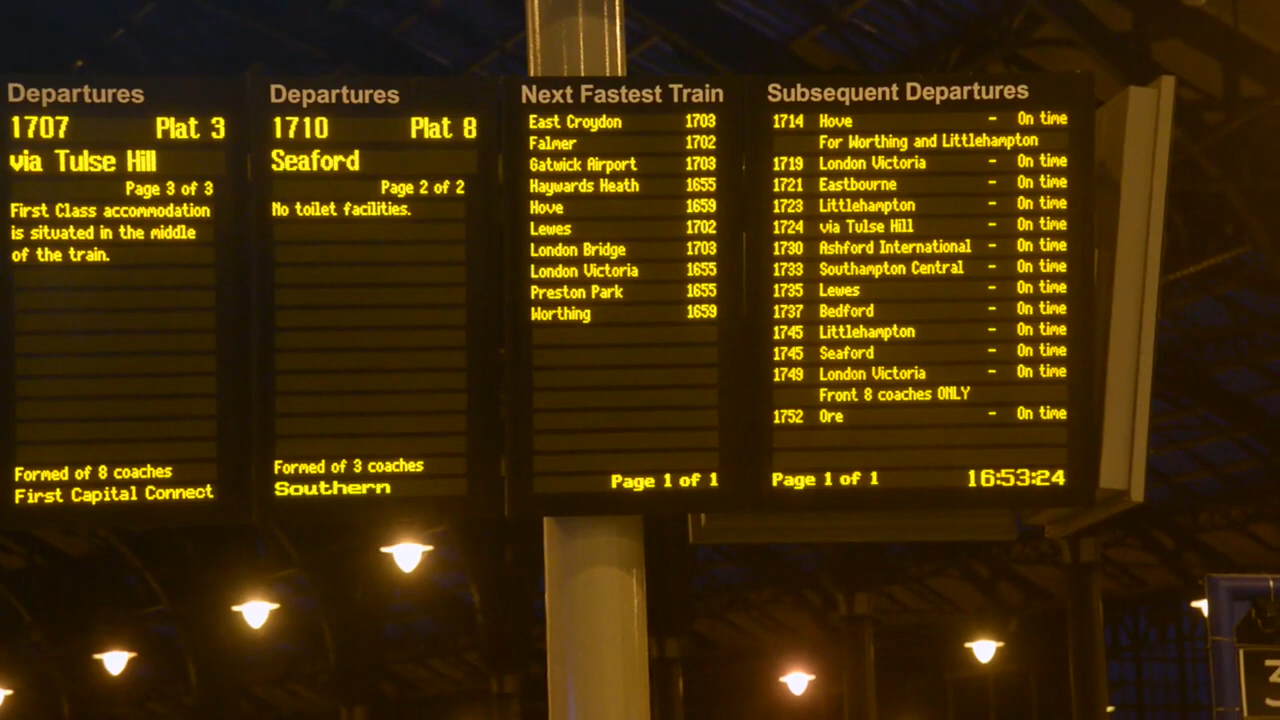 Departures
1707 Plat 3
via Tulse Hill
Page 3 of 3
First Class accommodation
is situated in the middle
of the train.
Formed of 8 coaches
First Capital Connect
Departures
1710 Plat 8
Seaford
Page 2 of 2
No toilet facilities.
Formed of 3 coaches
Southern
Next Fastest Train
East Croydon 1703
Falmer 1702
Gatwick Airport 1703
Haywards Heath 1655
Hove 1659
Lewes 1702
London Bridge 1703
London Victoria 1655
Preston Park 1655
Worthing 1659
Page 1 of 1
Subsequent Departures
1714 Hove - On time
For Worthing and Littlehampton
1719 London Victoria - On time
1721 Eastbourne - On time
1723 Littlehampton - On time
1724 via Tulse Hill - On time
1730 Ashford International - On time
1733 Southampton Central - On time
1735 Lewes - On time
1737 Bedford - On time
1745 Littlehampton - On time
1745 Seaford - On time
1749 London Victoria - On time
Front 8 coaches ONLY
1752 Ore - On time
Page 1 of 1 16:53:24
3